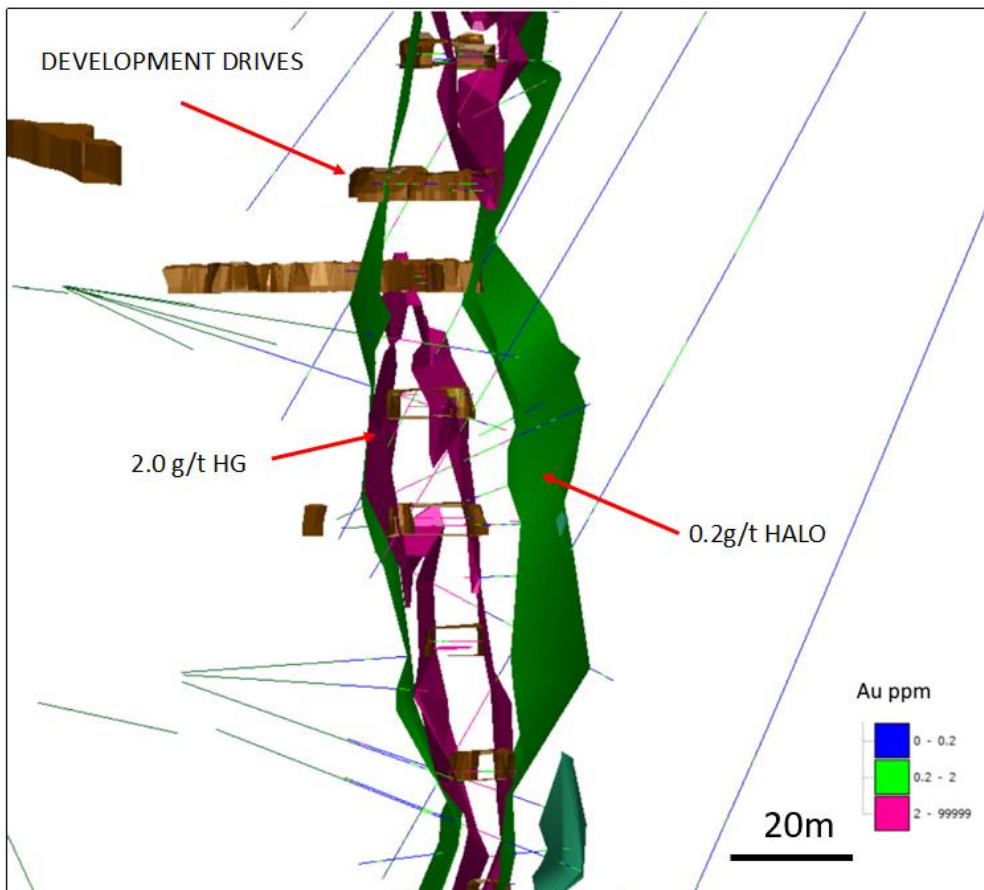 DEVELOPMENT DRIVES
2.0 g/t HG
0.2g/t HALO
Au ppm
0 - 0.2
0.2 - 2
2 - 99999
20m